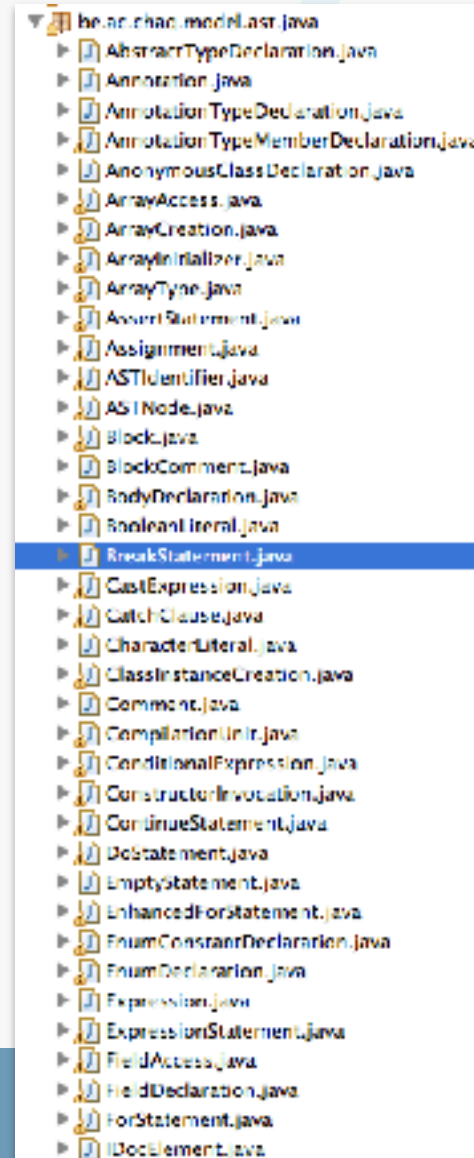 be.ac.chaq.model.ast.java
AbstractTypeDeclaration.java
Annotation.java
AnnotationTypeDeclaration.java
AnnotationTypeMemberDeclaration.java
AnonymousClassDeclaration.java
ArrayAccess.java
ArrayCreation.java
ArrayInitializer.java
ArrayType.java
AssertStatement.java
Assignment.java
ASTIdentifier.java
ASTNode.java
Block.java
BlockComment.java
BodyDeclaration.java
BooleanLiteral.java
BreakStatement.java
CastExpression.java
CatchClause.java
CharacterLiteral.java
ClassInstanceCreation.java
Comment.java
CompilationUnit.java
ConditionalExpression.java
ConstructorInvocation.java
ContinueStatement.java
DoStatement.java
EmptyStatement.java
EnhancedForStatement.java
EnumConstantDeclaration.java
EnumDeclaration.java
Expression.java
ExpressionStatement.java
FieldAccess.java
FieldDeclaration.java
ForStatement.java
IDocElement.java